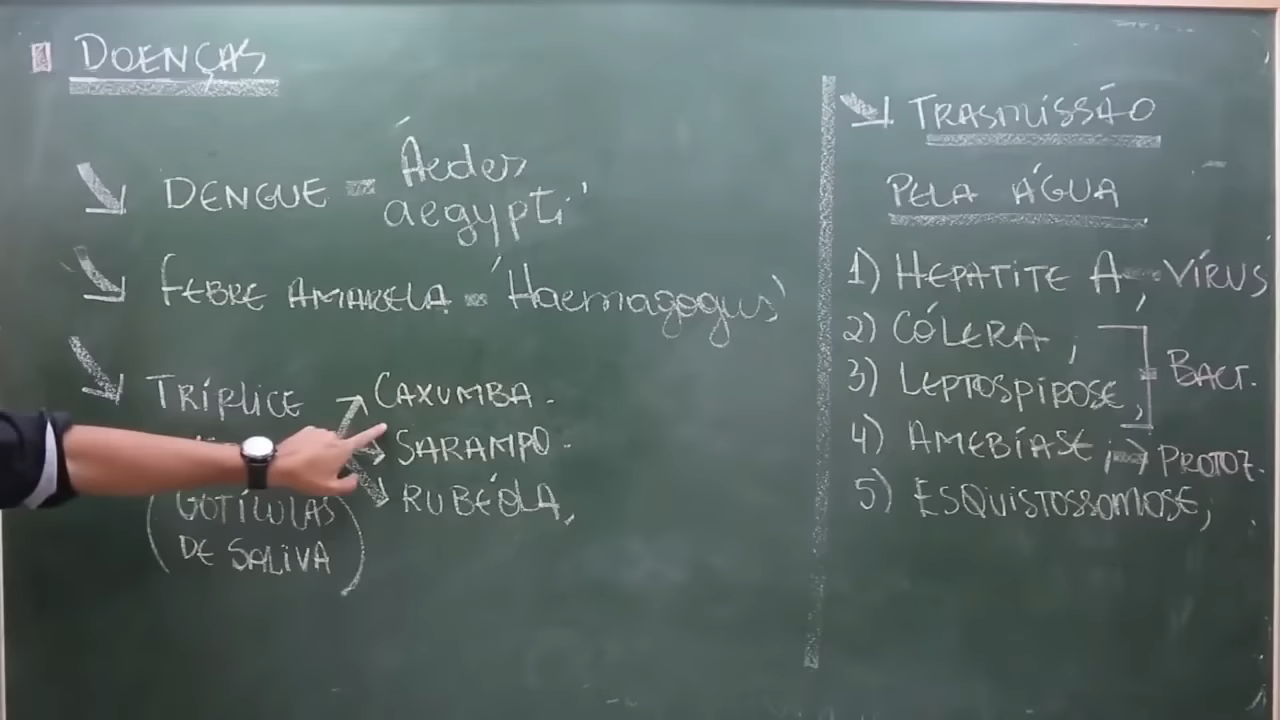 DOENÇAS
DENGUE = Áedes
aegypti'
FEBRE AMARELA = 'Haemagogus'
TRÍPLICE
CAXUMBA.
SARAMPO.
RUBÉOLA,
(GOTÍCULAS
DE SALIVA)
TRASMISSÃO
PELA ÁGUA
1) HEPATITE A, = VÍRUS
2) CÓLERA;
3) LEPTOSPIROSE,
BACT.
4) AMEBÍASE; => PROTOZ.
5) ESQUISTOSSOMOSE;